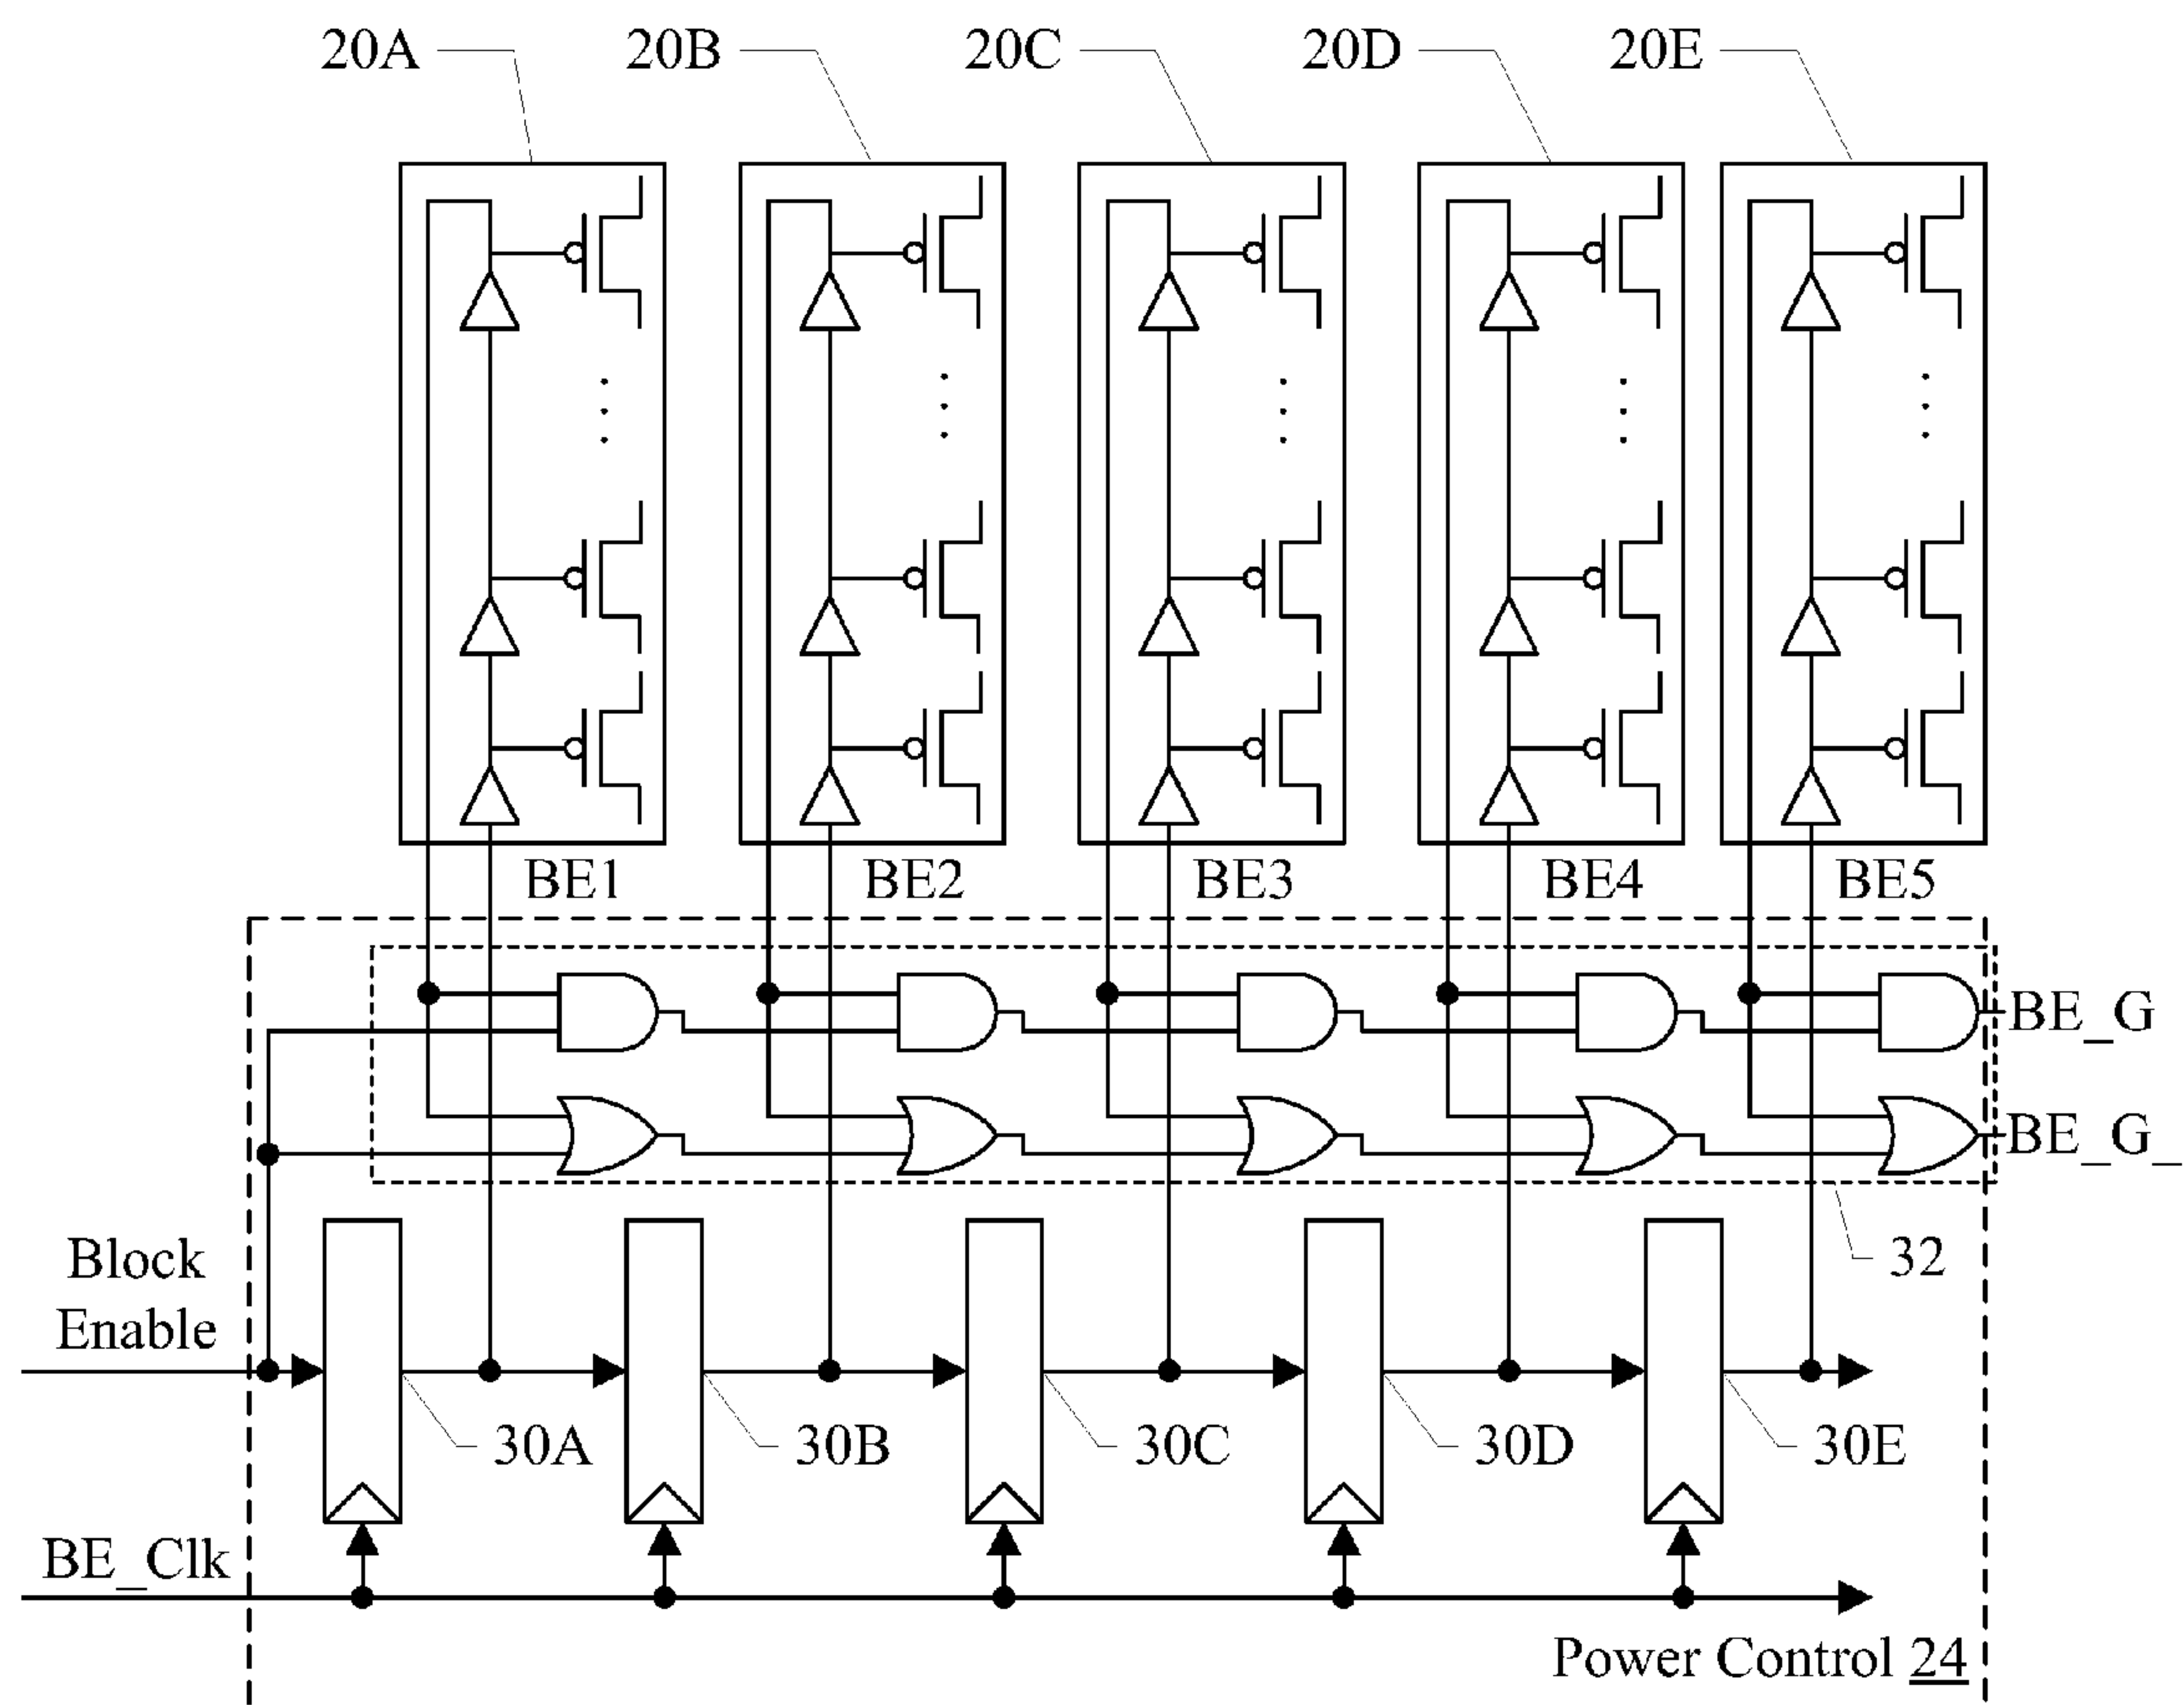 20A 20B 20C 20D 20E
BE1 BE2 BE3 BE4 BE5
BE_G
BE_G_
Block
Enable
32
30A 30B 30C 30D 30E
BE_Clk
Power Control 24